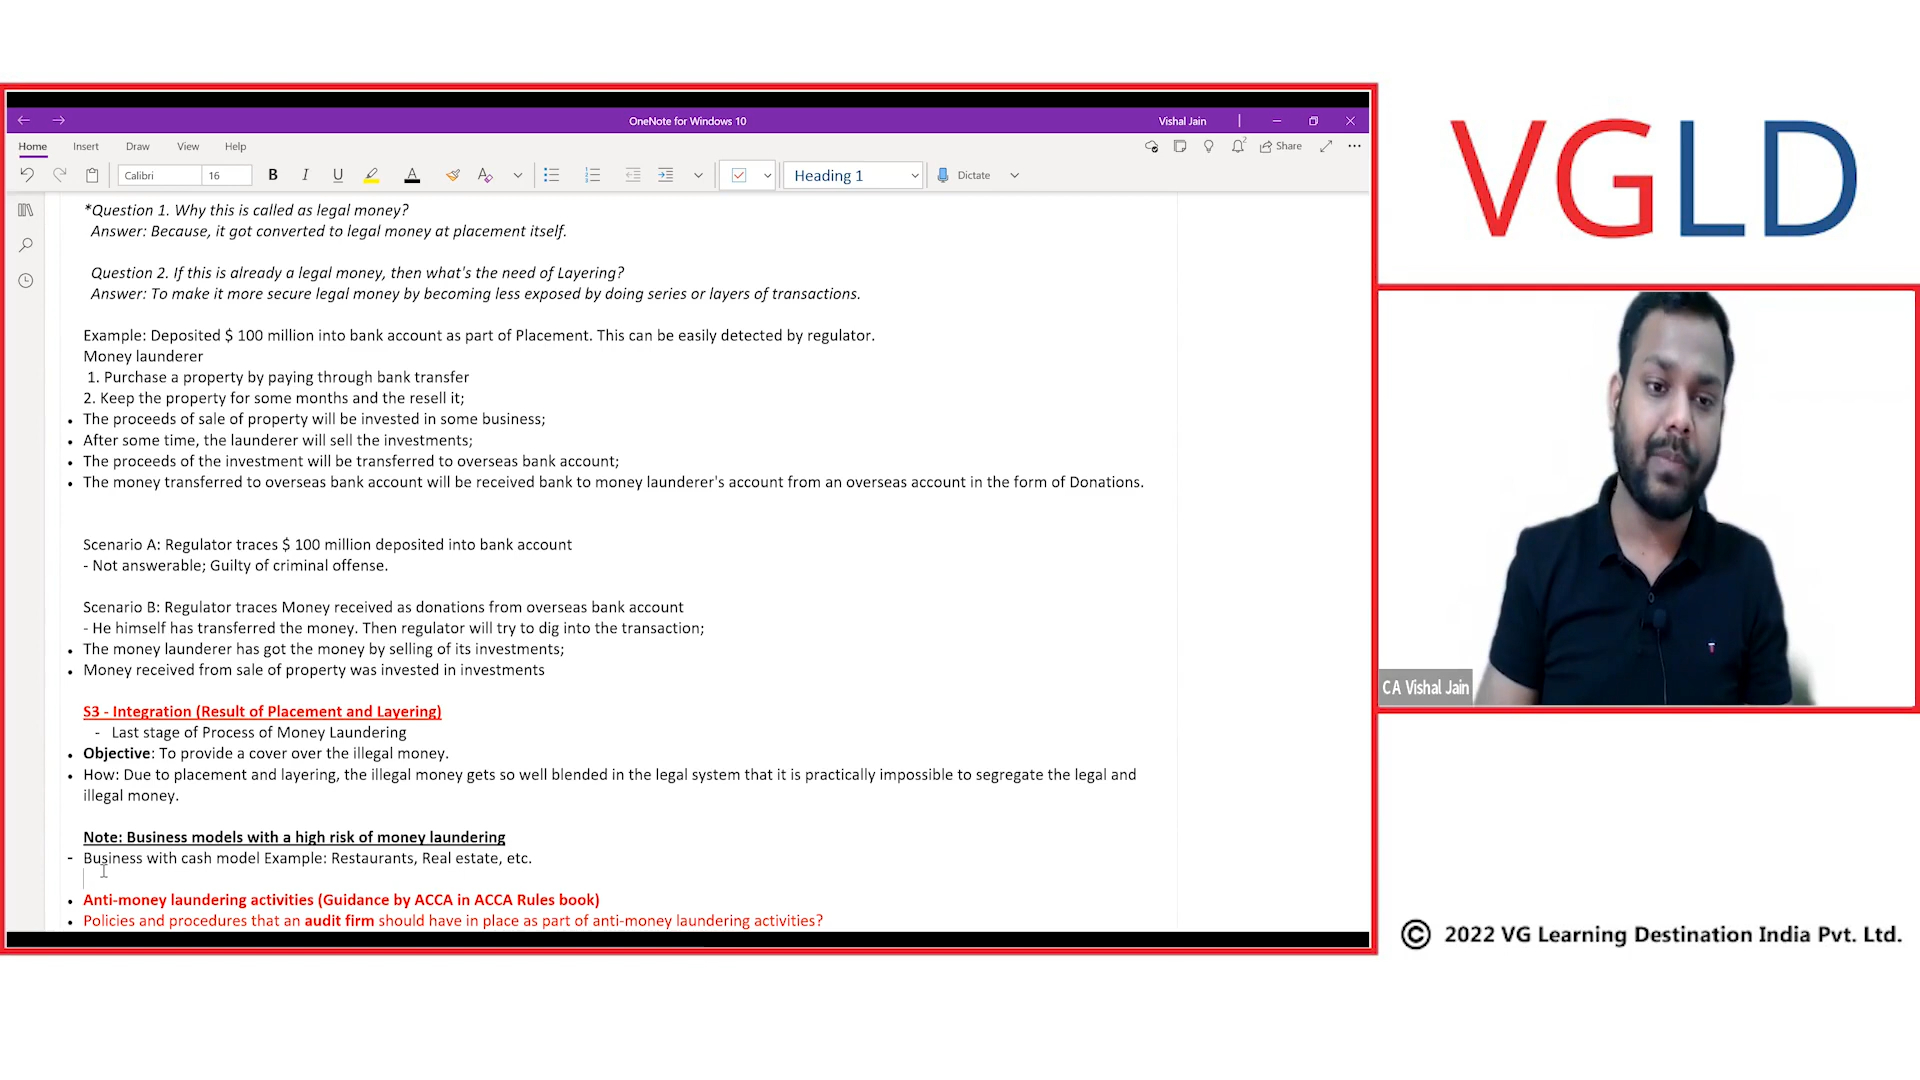 OneNote for Windows 10
Vishal Jain
Home Insert Draw View Help
Share
Calibri 16 B I U A Heading 1 Dictate
*Question 1. Why this is called as legal money?
Answer: Because, it got converted to legal money at placement itself.
Question 2. If this is already a legal money, then what's the need of Layering?
Answer: To make it more secure legal money by becoming less exposed by doing series or layers of transactions.
Example: Deposited $ 100 million into bank account as part of Placement. This can be easily detected by regulator.
Money launderer
1. Purchase a property by paying through bank transfer
2. Keep the property for some months and the resell it;
• The proceeds of sale of property will be invested in some business;
• After some time, the launderer will sell the investments;
• The proceeds of the investment will be transferred to overseas bank account;
• The money transferred to overseas bank account will be received bank to money launderer's account from an overseas account in the form of Donations.
Scenario A: Regulator traces $ 100 million deposited into bank account
- Not answerable; Guilty of criminal offense.
Scenario B: Regulator traces Money received as donations from overseas bank account
- He himself has transferred the money. Then regulator will try to dig into the transaction;
• The money launderer has got the money by selling of its investments;
• Money received from sale of property was invested in investments
S3 - Integration (Result of Placement and Layering)
- Last stage of Process of Money Laundering
• Objective: To provide a cover over the illegal money.
• How: Due to placement and layering, the illegal money gets so well blended in the legal system that it is practically impossible to segregate the legal and
illegal money.
Note: Business models with a high risk of money laundering
- Business with cash model Example: Restaurants, Real estate, etc.
• Anti-money laundering activities (Guidance by ACCA in ACCA Rules book)
• Policies and procedures that an audit firm should have in place as part of anti-money laundering activities?
VGLD
CA Vishal Jain
© 2022 VG Learning Destination India Pvt. Ltd.